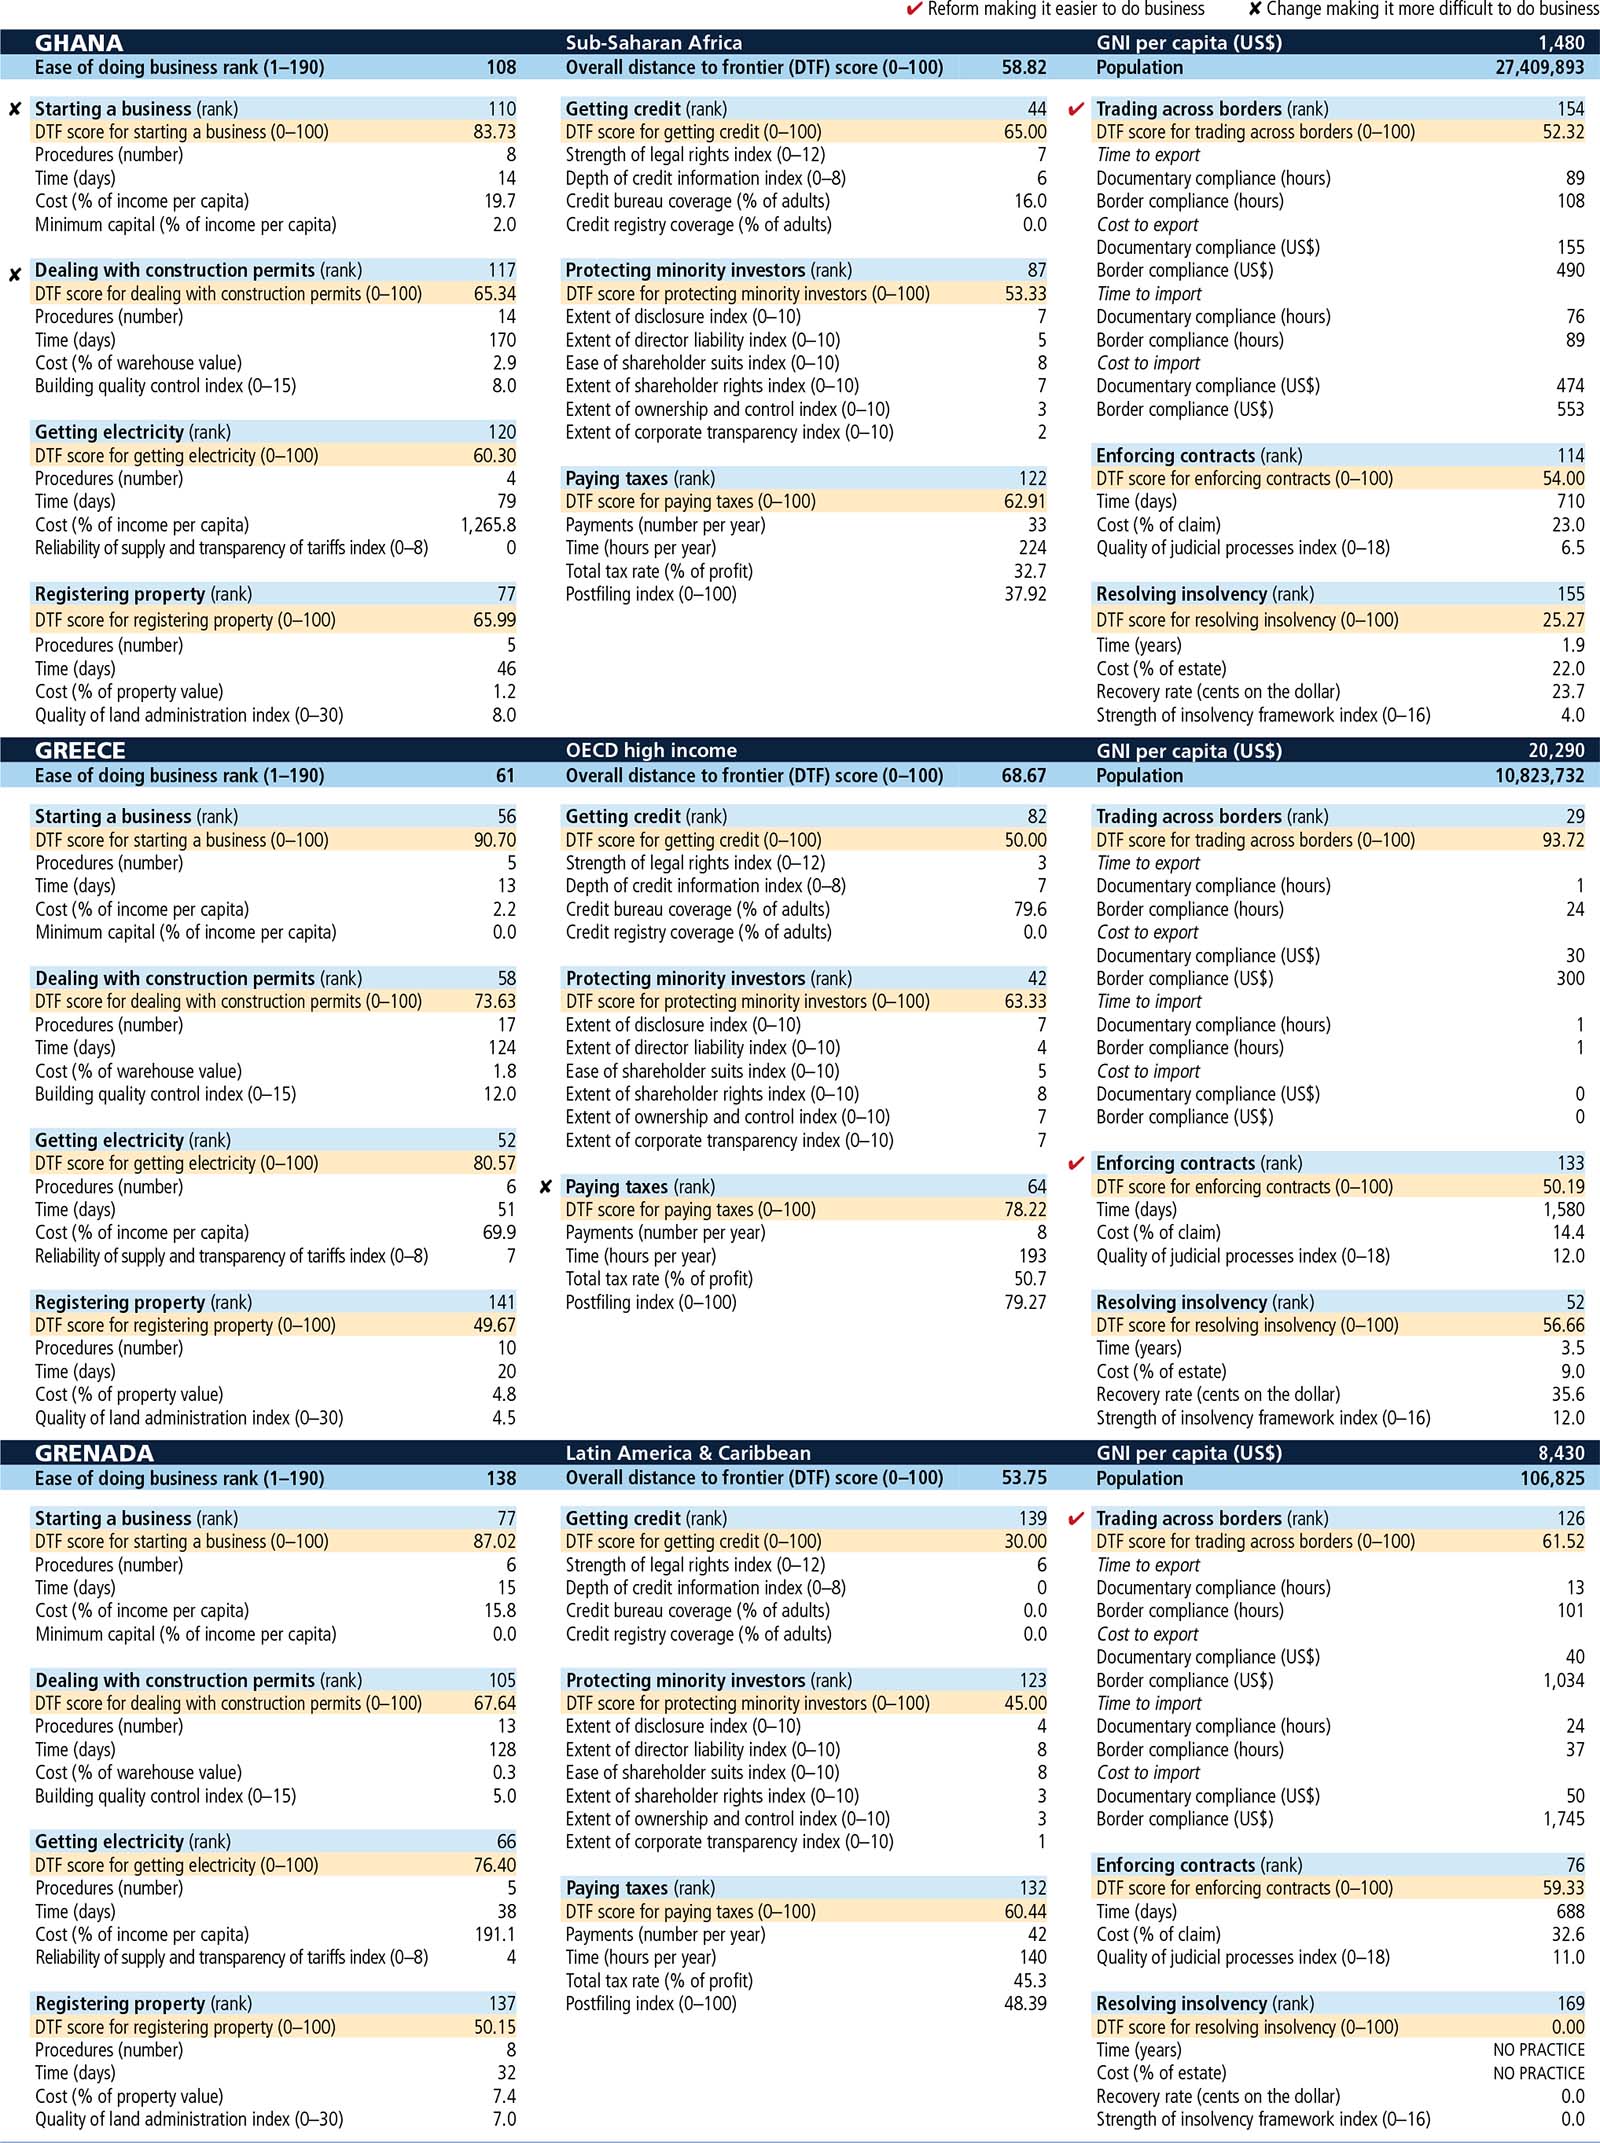 ✔ Reform making it easier to do business ✘ Change making it more difficult to do business
GHANA Sub-Saharan Africa GNI per capita (US$) 1,480
Ease of doing business rank (1–190) 108 Overall distance to frontier (DTF) score (0–100) 58.82 Population 27,409,893
✘ Starting a business (rank) 110
DTF score for starting a business (0–100) 83.73
Procedures (number) 8
Time (days) 14
Cost (% of income per capita) 19.7
Minimum capital (% of income per capita) 2.0
✘ Dealing with construction permits (rank) 117
DTF score for dealing with construction permits (0–100) 65.34
Procedures (number) 14
Time (days) 170
Cost (% of warehouse value) 2.9
Building quality control index (0–15) 8.0
Getting electricity (rank) 120
DTF score for getting electricity (0–100) 60.30
Procedures (number) 4
Time (days) 79
Cost (% of income per capita) 1,265.8
Reliability of supply and transparency of tariffs index (0–8) 0
Registering property (rank) 77
DTF score for registering property (0–100) 65.99
Procedures (number) 5
Time (days) 46
Cost (% of property value) 1.2
Quality of land administration index (0–30) 8.0
Getting credit (rank) 44
DTF score for getting credit (0–100) 65.00
Strength of legal rights index (0–12) 7
Depth of credit information index (0–8) 6
Credit bureau coverage (% of adults) 16.0
Credit registry coverage (% of adults) 0.0
Protecting minority investors (rank) 87
DTF score for protecting minority investors (0–100) 53.33
Extent of disclosure index (0–10) 7
Extent of director liability index (0–10) 5
Ease of shareholder suits index (0–10) 8
Extent of shareholder rights index (0–10) 7
Extent of ownership and control index (0–10) 3
Extent of corporate transparency index (0–10) 2
Paying taxes (rank) 122
DTF score for paying taxes (0–100) 62.91
Payments (number per year) 33
Time (hours per year) 224
Total tax rate (% of profit) 32.7
Postfiling index (0–100) 37.92
✔ Trading across borders (rank) 154
DTF score for trading across borders (0–100) 52.32
Time to export
Documentary compliance (hours) 89
Border compliance (hours) 108
Cost to export
Documentary compliance (US$) 155
Border compliance (US$) 490
Time to import
Documentary compliance (hours) 76
Border compliance (hours) 89
Cost to import
Documentary compliance (US$) 474
Border compliance (US$) 553
Enforcing contracts (rank) 114
DTF score for enforcing contracts (0–100) 54.00
Time (days) 710
Cost (% of claim) 23.0
Quality of judicial processes index (0–18) 6.5
Resolving insolvency (rank) 155
DTF score for resolving insolvency (0–100) 25.27
Time (years) 1.9
Cost (% of estate) 22.0
Recovery rate (cents on the dollar) 23.7
Strength of insolvency framework index (0–16) 4.0
GREECE OECD high income GNI per capita (US$) 20,290
Ease of doing business rank (1–190) 61 Overall distance to frontier (DTF) score (0–100) 68.67 Population 10,823,732
Starting a business (rank) 56
DTF score for starting a business (0–100) 90.70
Procedures (number) 5
Time (days) 13
Cost (% of income per capita) 2.2
Minimum capital (% of income per capita) 0.0
Dealing with construction permits (rank) 58
DTF score for dealing with construction permits (0–100) 73.63
Procedures (number) 17
Time (days) 124
Cost (% of warehouse value) 1.8
Building quality control index (0–15) 12.0
Getting electricity (rank) 52
DTF score for getting electricity (0–100) 80.57
Procedures (number) 6
Time (days) 51
Cost (% of income per capita) 69.9
Reliability of supply and transparency of tariffs index (0–8) 7
Registering property (rank) 141
DTF score for registering property (0–100) 49.67
Procedures (number) 10
Time (days) 20
Cost (% of property value) 4.8
Quality of land administration index (0–30) 4.5
Getting credit (rank) 82
DTF score for getting credit (0–100) 50.00
Strength of legal rights index (0–12) 3
Depth of credit information index (0–8) 7
Credit bureau coverage (% of adults) 79.6
Credit registry coverage (% of adults) 0.0
Protecting minority investors (rank) 42
DTF score for protecting minority investors (0–100) 63.33
Extent of disclosure index (0–10) 7
Extent of director liability index (0–10) 4
Ease of shareholder suits index (0–10) 5
Extent of shareholder rights index (0–10) 8
Extent of ownership and control index (0–10) 7
Extent of corporate transparency index (0–10) 7
✘ Paying taxes (rank) 64
DTF score for paying taxes (0–100) 78.22
Payments (number per year) 8
Time (hours per year) 193
Total tax rate (% of profit) 50.7
Postfiling index (0–100) 79.27
Trading across borders (rank) 29
DTF score for trading across borders (0–100) 93.72
Time to export
Documentary compliance (hours) 1
Border compliance (hours) 24
Cost to export
Documentary compliance (US$) 30
Border compliance (US$) 300
Time to import
Documentary compliance (hours) 1
Border compliance (hours) 1
Cost to import
Documentary compliance (US$) 0
Border compliance (US$) 0
✔ Enforcing contracts (rank) 133
DTF score for enforcing contracts (0–100) 50.19
Time (days) 1,580
Cost (% of claim) 14.4
Quality of judicial processes index (0–18) 12.0
Resolving insolvency (rank) 52
DTF score for resolving insolvency (0–100) 56.66
Time (years) 3.5
Cost (% of estate) 9.0
Recovery rate (cents on the dollar) 35.6
Strength of insolvency framework index (0–16) 12.0
GRENADA Latin America & Caribbean GNI per capita (US$) 8,430
Ease of doing business rank (1–190) 138 Overall distance to frontier (DTF) score (0–100) 53.75 Population 106,825
Starting a business (rank) 77
DTF score for starting a business (0–100) 87.02
Procedures (number) 6
Time (days) 15
Cost (% of income per capita) 15.8
Minimum capital (% of income per capita) 0.0
Dealing with construction permits (rank) 105
DTF score for dealing with construction permits (0–100) 67.64
Procedures (number) 13
Time (days) 128
Cost (% of warehouse value) 0.3
Building quality control index (0–15) 5.0
Getting electricity (rank) 66
DTF score for getting electricity (0–100) 76.40
Procedures (number) 5
Time (days) 38
Cost (% of income per capita) 191.1
Reliability of supply and transparency of tariffs index (0–8) 4
Registering property (rank) 137
DTF score for registering property (0–100) 50.15
Procedures (number) 8
Time (days) 32
Cost (% of property value) 7.4
Quality of land administration index (0–30) 7.0
Getting credit (rank) 139
DTF score for getting credit (0–100) 30.00
Strength of legal rights index (0–12) 6
Depth of credit information index (0–8) 0
Credit bureau coverage (% of adults) 0.0
Credit registry coverage (% of adults) 0.0
Protecting minority investors (rank) 123
DTF score for protecting minority investors (0–100) 45.00
Extent of disclosure index (0–10) 4
Extent of director liability index (0–10) 8
Ease of shareholder suits index (0–10) 8
Extent of shareholder rights index (0–10) 3
Extent of ownership and control index (0–10) 3
Extent of corporate transparency index (0–10) 1
Paying taxes (rank) 132
DTF score for paying taxes (0–100) 60.44
Payments (number per year) 42
Time (hours per year) 140
Total tax rate (% of profit) 45.3
Postfiling index (0–100) 48.39
✔ Trading across borders (rank) 126
DTF score for trading across borders (0–100) 61.52
Time to export
Documentary compliance (hours) 13
Border compliance (hours) 101
Cost to export
Documentary compliance (US$) 40
Border compliance (US$) 1,034
Time to import
Documentary compliance (hours) 24
Border compliance (hours) 37
Cost to import
Documentary compliance (US$) 50
Border compliance (US$) 1,745
Enforcing contracts (rank) 76
DTF score for enforcing contracts (0–100) 59.33
Time (days) 688
Cost (% of claim) 32.6
Quality of judicial processes index (0–18) 11.0
Resolving insolvency (rank) 169
DTF score for resolving insolvency (0–100) 0.00
Time (years) NO PRACTICE
Cost (% of estate) NO PRACTICE
Recovery rate (cents on the dollar) 0.0
Strength of insolvency framework index (0–16) 0.0